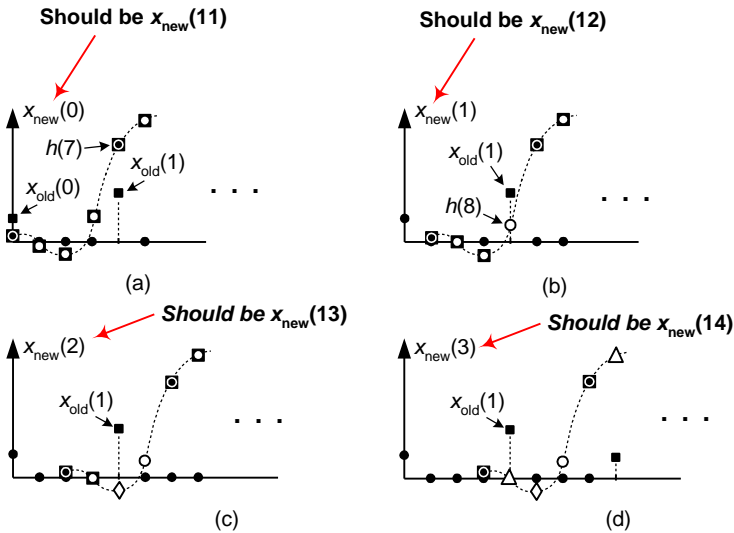 Should be xnew(11)
xnew(0)
h(7)
xold(1)
xold(0)
. . .
(a)
Should be xnew(12)
xnew(1)
xold(1)
h(8)
. . .
(b)
Should be xnew(13)
xnew(2)
xold(1)
. . .
(c)
Should be xnew(14)
xnew(3)
xold(1)
. . .
(d)